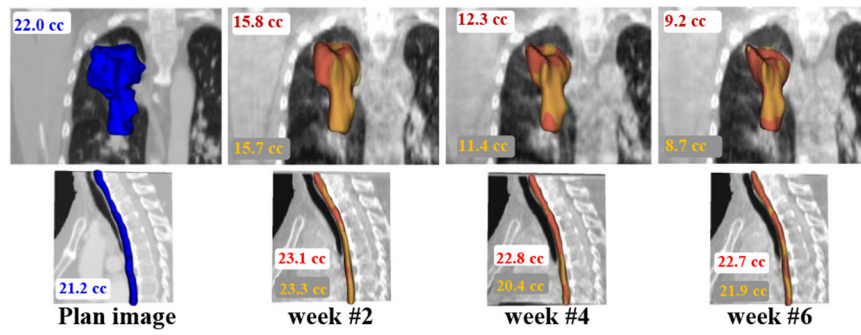 22.0 cc
15.8 cc
12.3 cc
9.2 cc
15.7 cc
11.4 cc
8.7 cc
21.2 cc
23.1 cc
23.3 cc
22.8 cc
20.4 cc
22.7 cc
21.9 cc
Plan image
week #2
week #4
week #6